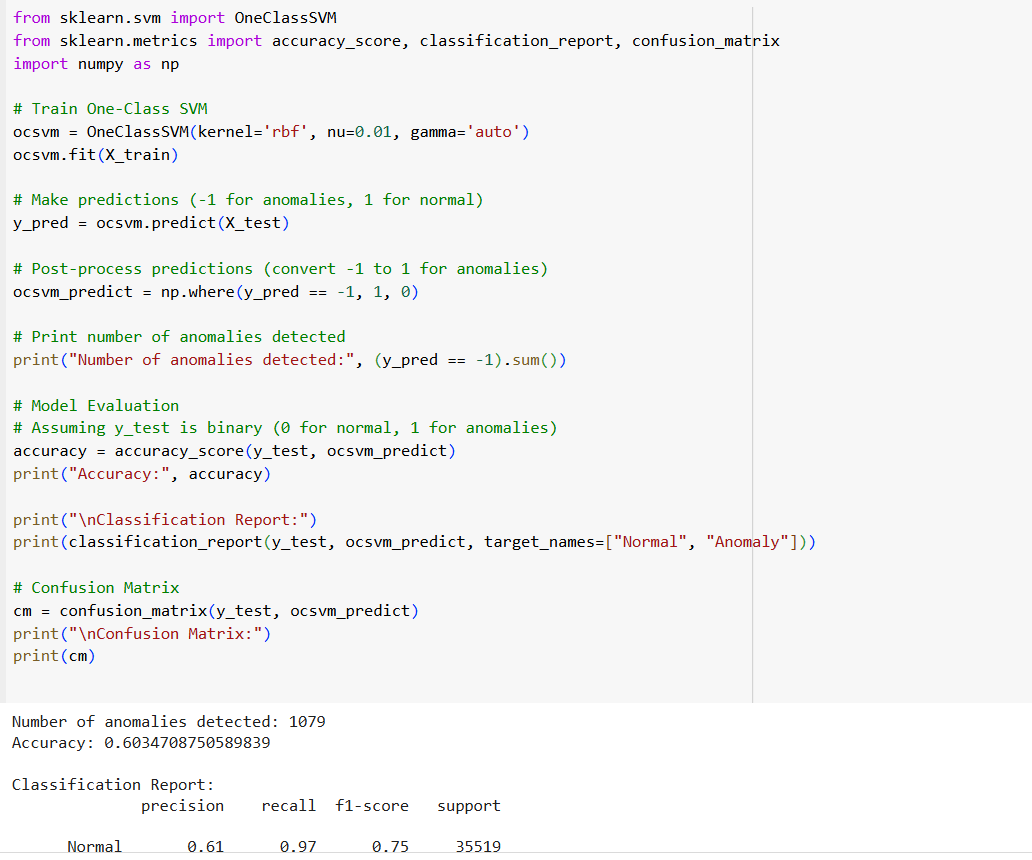 from sklearn.svm import OneClassSVM
from sklearn.metrics import accuracy_score, classification_report, confusion_matrix
import numpy as np
# Train One-Class SVM
ocsvm = OneClassSVM(kernel='rbf', nu=0.01, gamma='auto')
ocsvm.fit(X_train)
# Make predictions (-1 for anomalies, 1 for normal)
y_pred = ocsvm.predict(X_test)
# Post-process predictions (convert -1 to 1 for anomalies)
ocsvm_predict = np.where(y_pred == -1, 1, 0)
# Print number of anomalies detected
print("Number of anomalies detected:", (y_pred == -1).sum())
# Model Evaluation
# Assuming y_test is binary (0 for normal, 1 for anomalies)
accuracy = accuracy_score(y_test, ocsvm_predict)
print("Accuracy:", accuracy)
print("\nClassification Report:")
print(classification_report(y_test, ocsvm_predict, target_names=["Normal", "Anomaly"]))
# Confusion Matrix
cm = confusion_matrix(y_test, ocsvm_predict)
print("\nConfusion Matrix:")
print(cm)
Number of anomalies detected: 1079
Accuracy: 0.6034708750589839
Classification Report:
precision recall f1-score support
Normal 0.61 0.97 0.75 35519